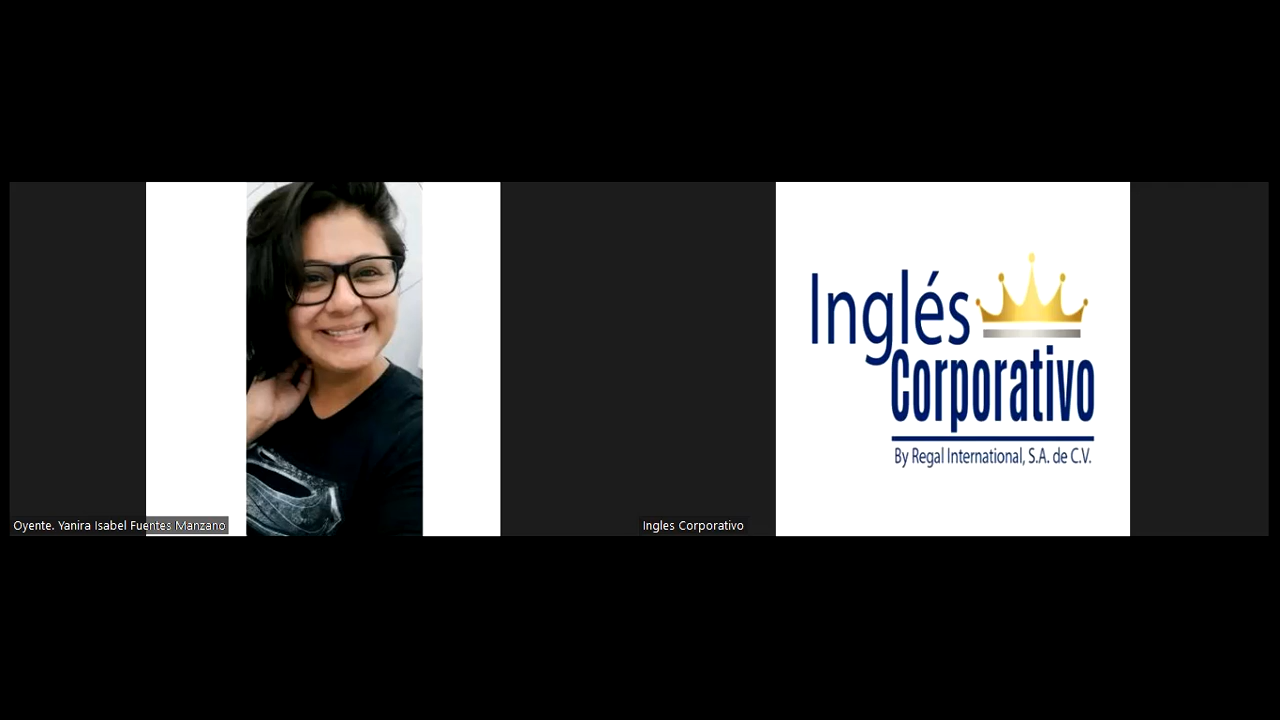 Inglés
Corporativo
By Regal International, S.A. de C.V.
Oyente. Yanira Isabel Fuentes Manzano
Ingles Corporativo